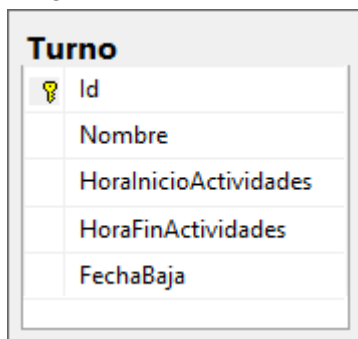 Turno
Id
Nombre
HoraInicioActividades
HoraFinActividades
FechaBaja